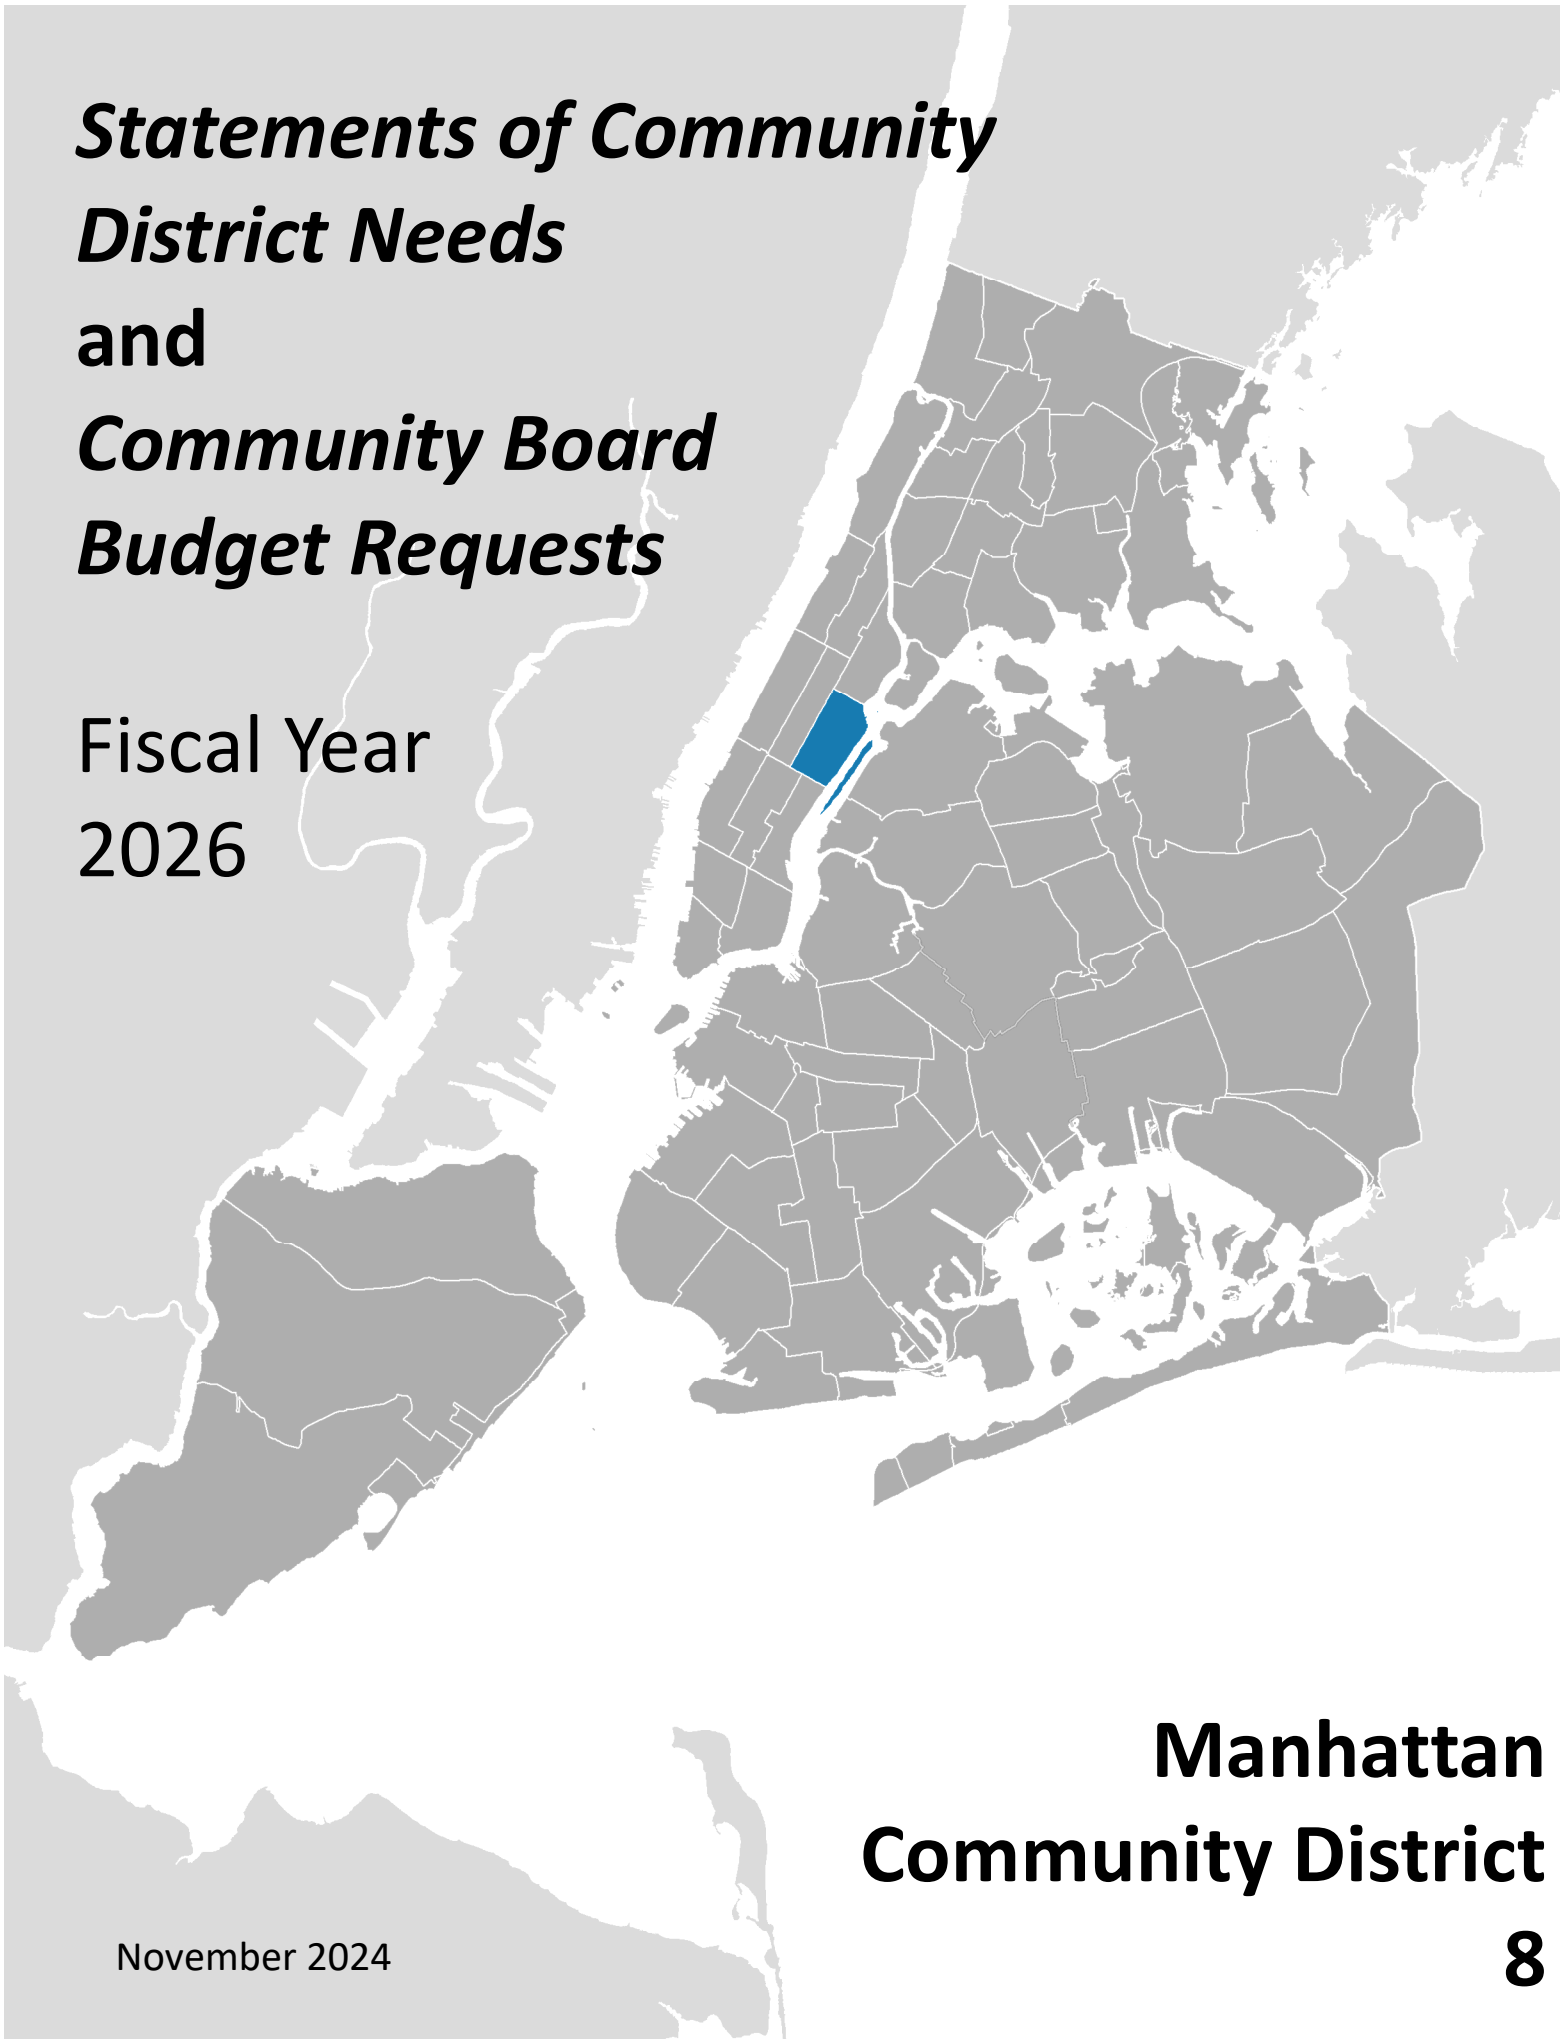 Statements of Community
District Needs
and
Community Board
Budget Requests
Fiscal Year
2026
Manhattan
Community District
8
November 2024